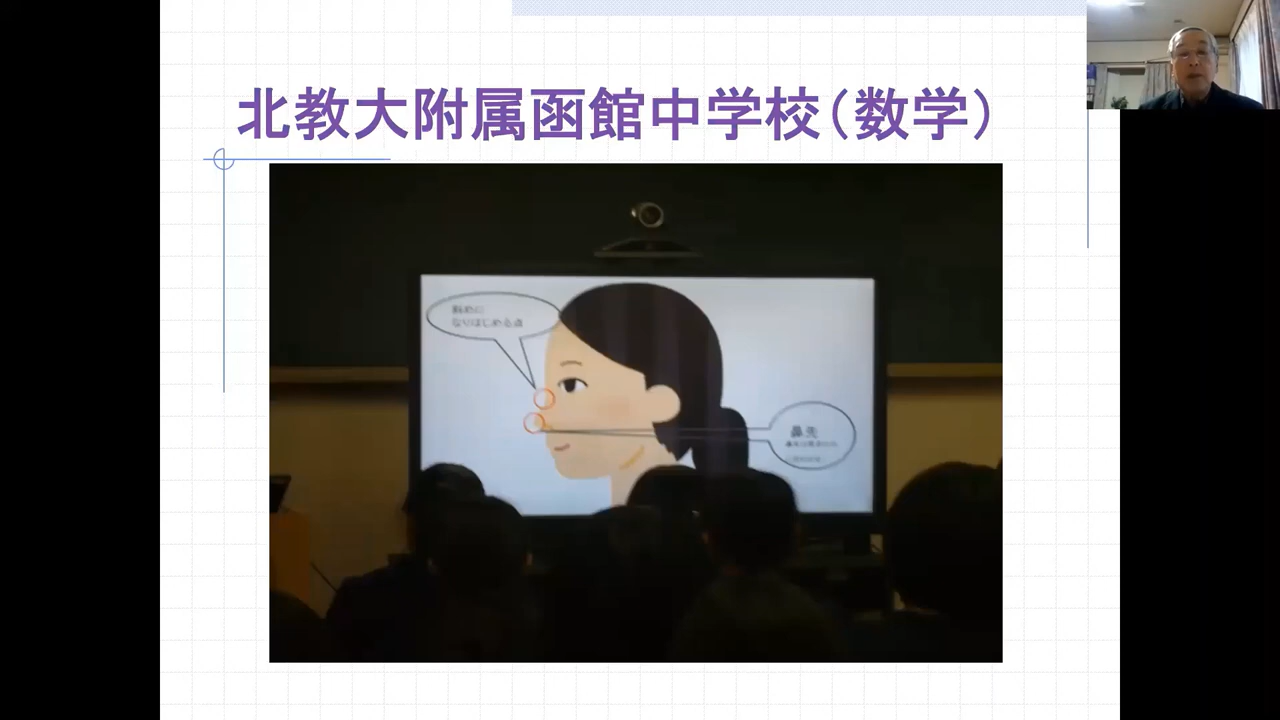 北教大附属函館中学校(数学)
斜めに
なりはじめる点
鼻先